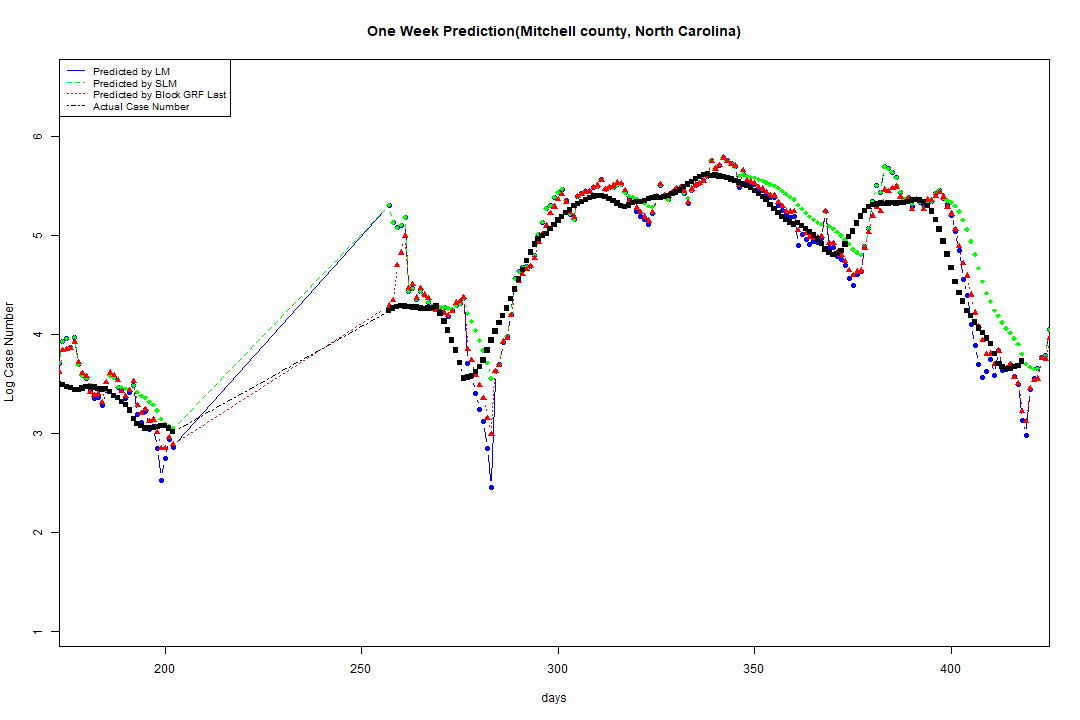 One Week Prediction(Mitchell county, North Carolina)
Predicted by LM
Predicted by SLM
Predicted by Block GRF Last
Actual Case Number
6
5
4
3
2
1
Log Case Number
200 250 300 350 400
days